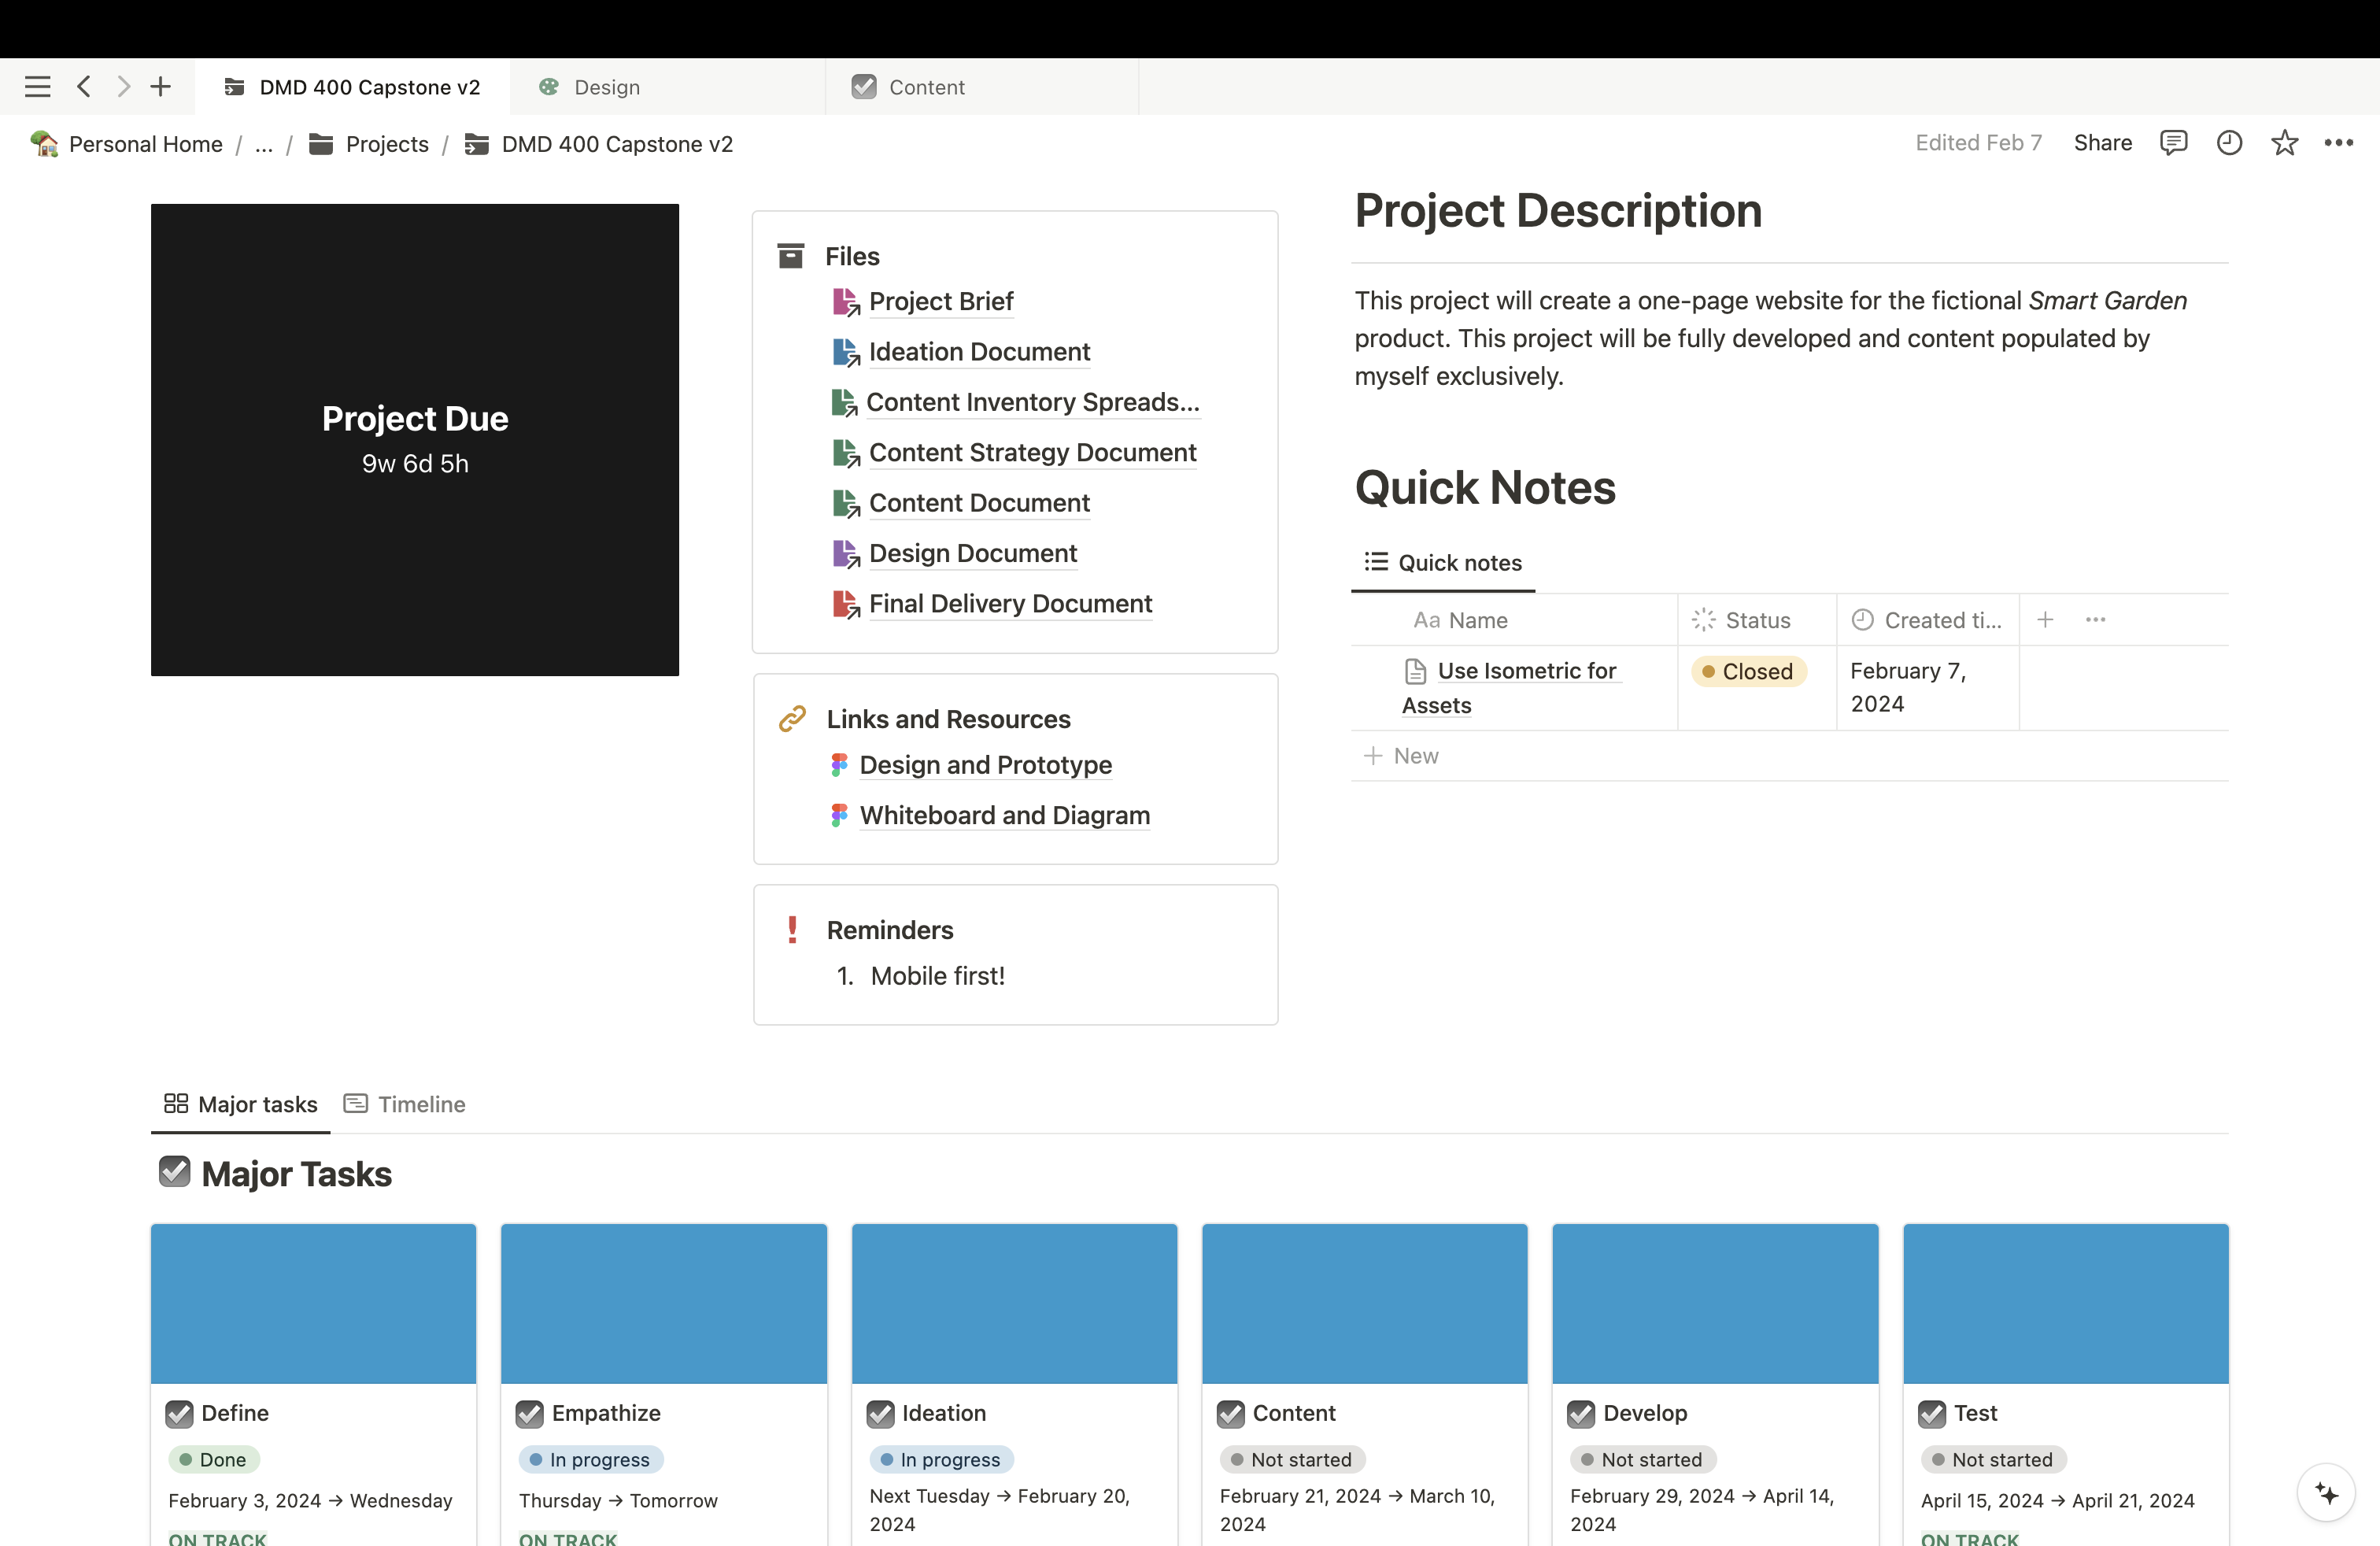 DMD 400 Capstone v2
Design
Content
Personal Home / ... / Projects / DMD 400 Capstone v2
Edited Feb 7
Share
Project Due
9w 6d 5h
Files
Project Brief
Ideation Document
Content Inventory Spreads...
Content Strategy Document
Content Document
Design Document
Final Delivery Document
Links and Resources
Design and Prototype
Whiteboard and Diagram
Reminders
1. Mobile first!
Project Description
This project will create a one-page website for the fictional Smart Garden
product. This project will be fully developed and content populated by
myself exclusively.
Quick Notes
Quick notes
Aa Name
Status
Created ti...
Use Isometric for
Assets
Closed
February 7,
2024
New
Major tasks
Timeline
Major Tasks
Define
Done
February 3, 2024 → Wednesday
ON TRACK
Empathize
In progress
Thursday → Tomorrow
ON TRACK
Ideation
In progress
Next Tuesday → February 20,
2024
Content
Not started
February 21, 2024 → March 10,
2024
Develop
Not started
February 29, 2024 → April 14,
2024
Test
Not started
April 15, 2024 → April 21, 2024
ON TRACK